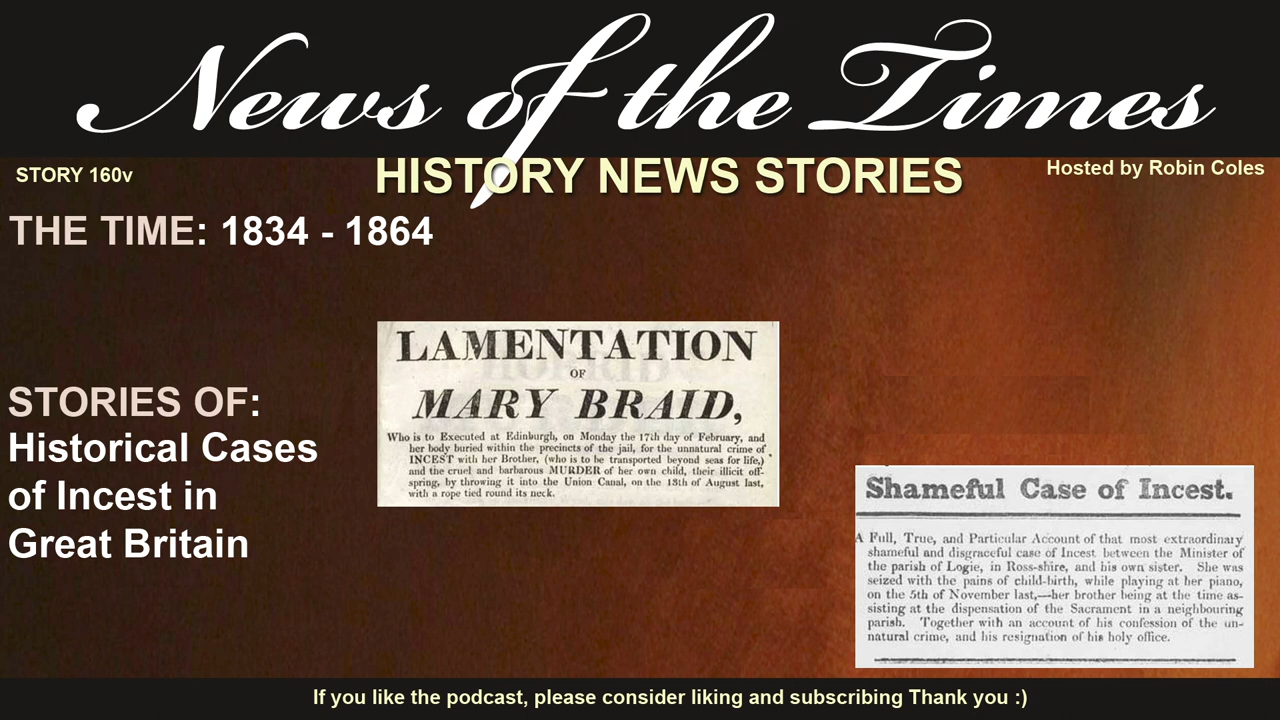 News of the Times
STORY 160v
HISTORY NEWS STORIES
Hosted by Robin Coles
THE TIME: 1834 - 1864
STORIES OF:
Historical Cases
of Incest in
Great Britain
LAMENTATION
OF
MARY BRAID,
Who is to Executed at Edinburgh, on Monday the 17th day of February, and
her body buried within the precincts of the jail, for the unnatural crime of
INCEST with her Brother, (who is to be transported beyond seas for life,)
and the cruel and barbarous MURDER of her own child, their illicit off-
spring, by throwing it into the Union Canal, on the 13th of August last,
with a rope tied round its neck.
Shameful Case of Incest.
A Full, True, and Particular Account of that most extraordinary
shameful and disgraceful case of Incest between the Minister of
the parish of Logie, in Ross-shire, and his own sister. She was
seized with the pains of child-birth, while playing at her piano,
on the 5th of November last,—her brother being at the time as-
sisting at the dispensation of the Sacrament in a neighbouring
parish. Together with an account of his confession of the un-
natural crime, and his resignation of his holy office.
If you like the podcast, please consider liking and subscribing Thank you :)